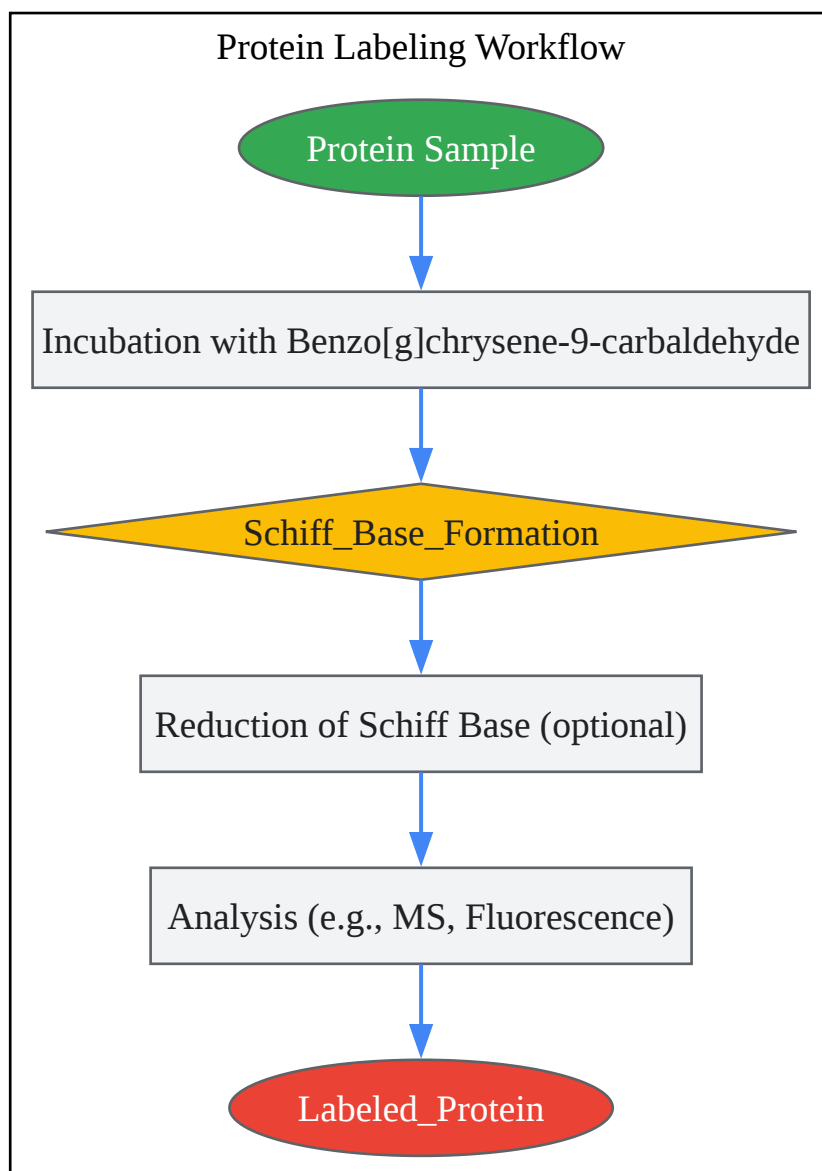 Protein Labeling Workflow
Protein Sample
Incubation with Benzo[g]chrysene-9-carbaldehyde
Schiff_Base_Formation
Reduction of Schiff Base (optional)
Analysis (e.g., MS, Fluorescence)
Labeled_Protein